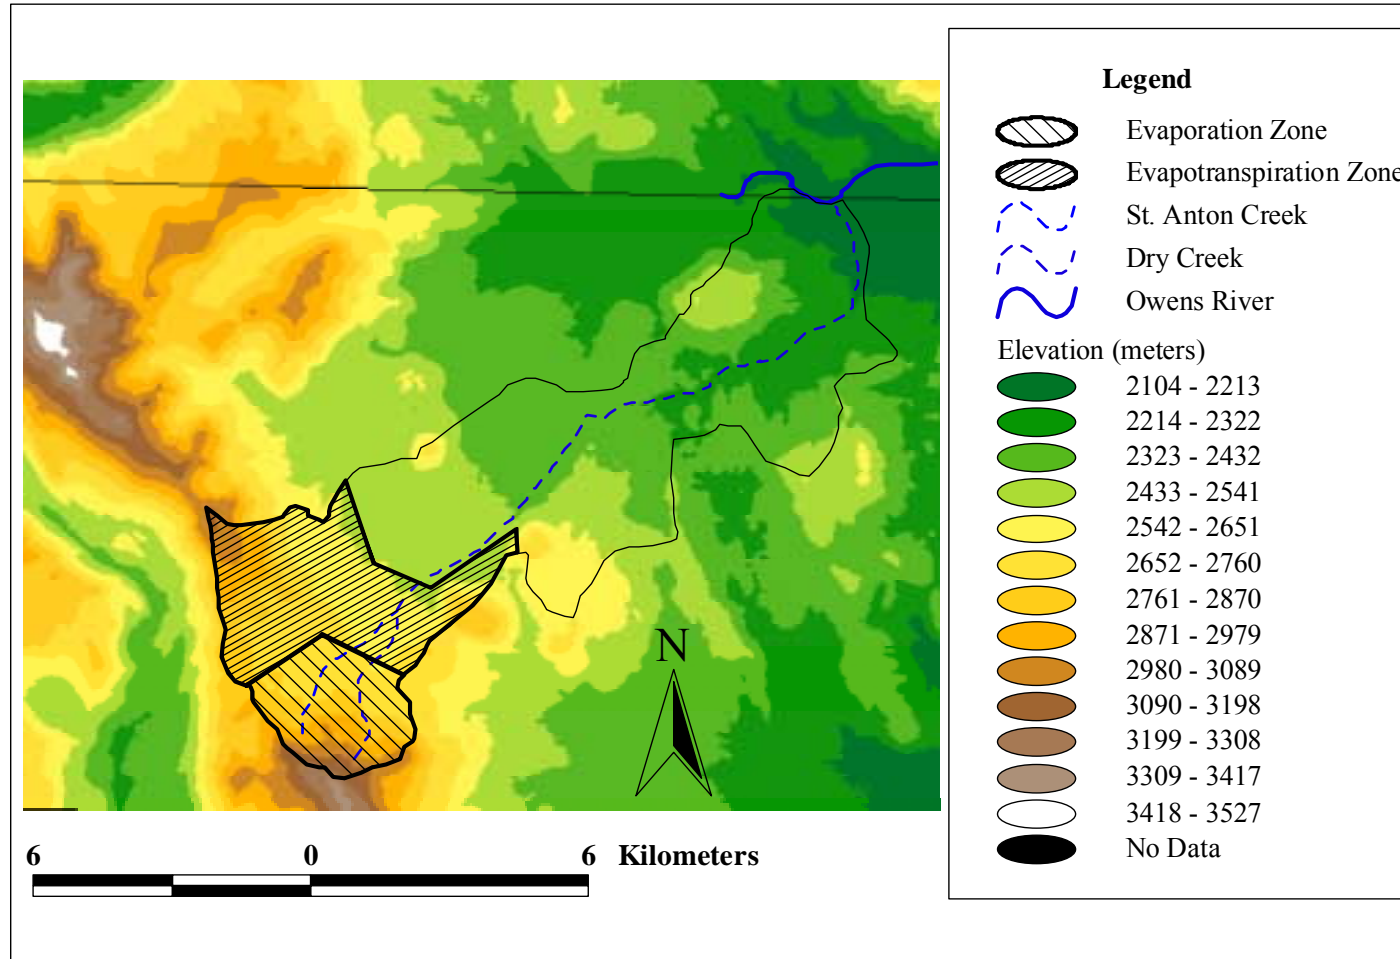 Legend
Evaporation Zone
Evapotranspiration Zone
St. Anton Creek
Dry Creek
Owens River
Elevation (meters)
2104 - 2213
2214 - 2322
2323 - 2432
2433 - 2541
2542 - 2651
2652 - 2760
2761 - 2870
2871 - 2979
2980 - 3089
3090 - 3198
3199 - 3308
3309 - 3417
3418 - 3527
No Data
N
6 0 6 Kilometers